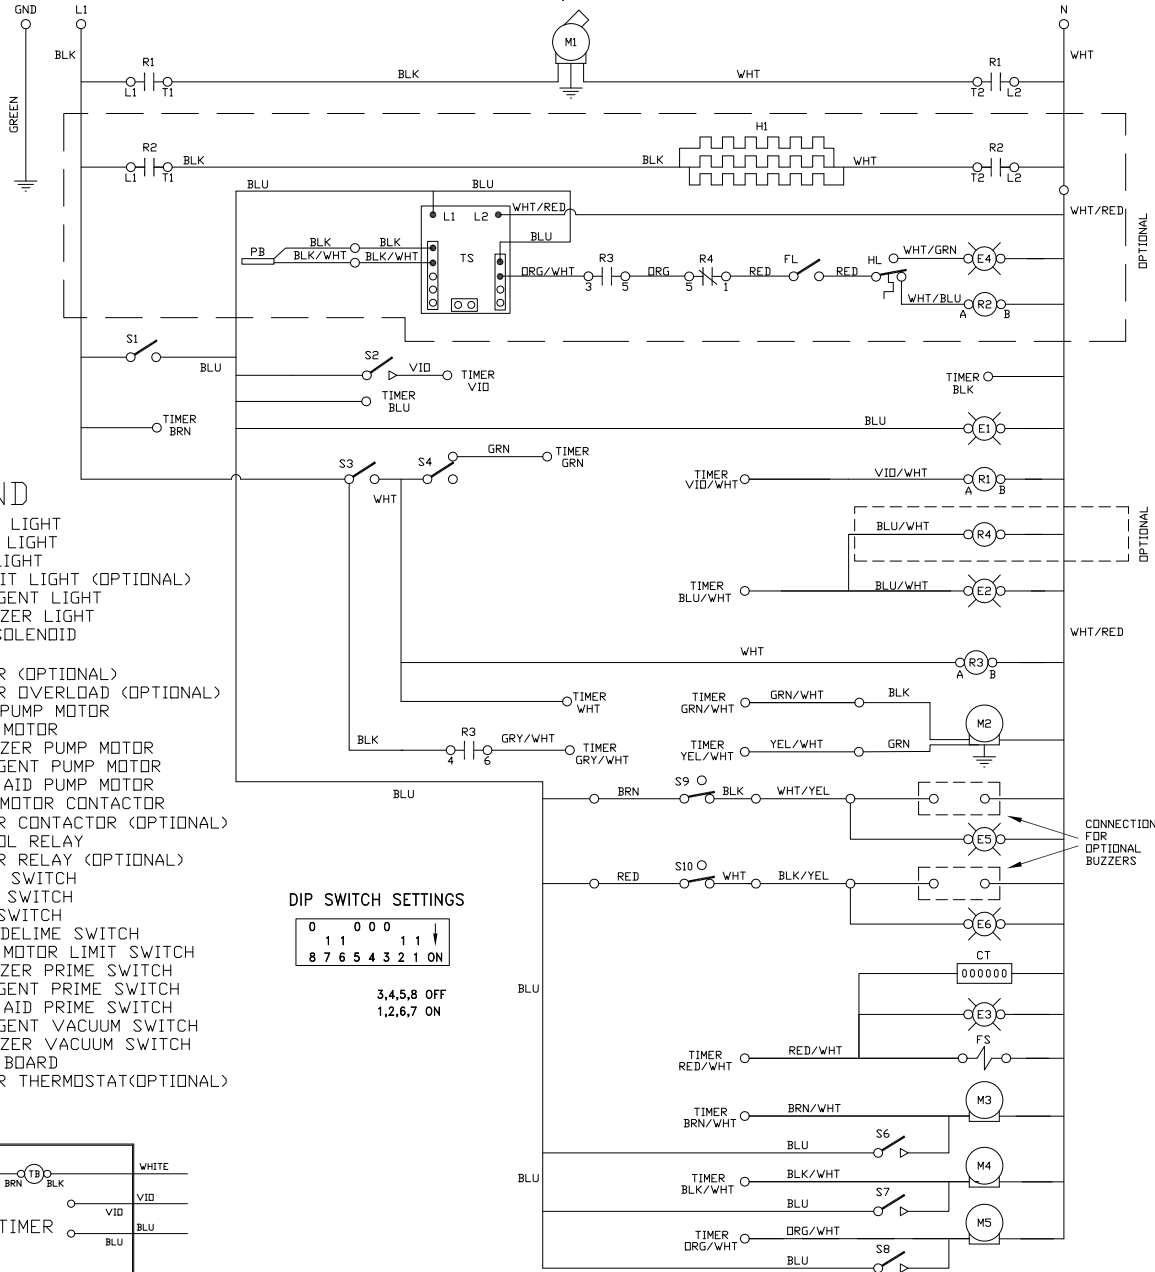 GND
L1
N
BLK
M1
WHT
R1
BLK
WHT
R1
L1
T1
T2
L2
GREEN
H1
R2
BLK
BLK
WHT
R2
L1
T1
T2
L2
BLU
BLU
WHT/RED
WHT/RED
L1
L2
OPTIONAL
BLU
PB
BLK
BLK
BLK/WHT
BLK/WHT
TS
ORG/WHT
R3
ORG
R4
RED
FL
RED
HL
WHT/GRN
E4
3
5
5
1
WHT/BLU
R2
A
B
S1
BLU
S2
VIO
TIMER
VIO
TIMER
BLK
TIMER
BLU
TIMER
BRN
BLU
E1
S3
S4
GRN
TIMER
GRN
WHT
TIMER
VIO/WHT
VIO/WHT
R1
A
B
ND
LIGHT
LIGHT
LIGHT
IT LIGHT (OPTIONAL)
GENT LIGHT
ZER LIGHT
SOLENOID
R (OPTIONAL)
R OVERLOAD (OPTIONAL)
PUMP MOTOR
MOTOR
ZER PUMP MOTOR
GENT PUMP MOTOR
AID PUMP MOTOR
MOTOR CONTACTOR
R CONTACTOR (OPTIONAL)
OL RELAY
R RELAY (OPTIONAL)
SWITCH
SWITCH
SWITCH
DELIME SWITCH
MOTOR LIMIT SWITCH
ZER PRIME SWITCH
GENT PRIME SWITCH
AID PRIME SWITCH
GENT VACUUM SWITCH
ZER VACUUM SWITCH
BOARD
R THERMOSTAT(OPTIONAL)
BLU/WHT
R4
OPTIONAL
TIMER
BLU/WHT
BLU/WHT
E2
WHT/RED
WHT
R3
A
B
TIMER
WHT
TIMER
GRN/WHT
GRN/WHT
BLK
M2
BLK
R3
4
6
GRY/WHT
TIMER
GRY/WHT
TIMER
YEL/WHT
YEL/WHT
GRN
BLU
BRN
S9
BLK
WHT/YEL
E5
CONNECTION
FOR
OPTIONAL
BUZZERS
RED
S10
WHT
BLK/YEL
E6
DIP SWITCH SETTINGS
0 0 0 0
1 1 1 1
8 7 6 5 4 3 2 1 ON
3,4,5,8 OFF
1,2,6,7 ON
BLU
CT
000000
E3
FS
TIMER
RED/WHT
RED/WHT
TIMER
BRN/WHT
BRN/WHT
M3
BLU
S6
BLU
TIMER
BLK/WHT
BLK/WHT
M4
BLU
S7
TIMER
ORG/WHT
ORG/WHT
M5
BLU
S8
BRN
TB
BLK
WHITE
VIO
VIO
TIMER
BLU
BLU